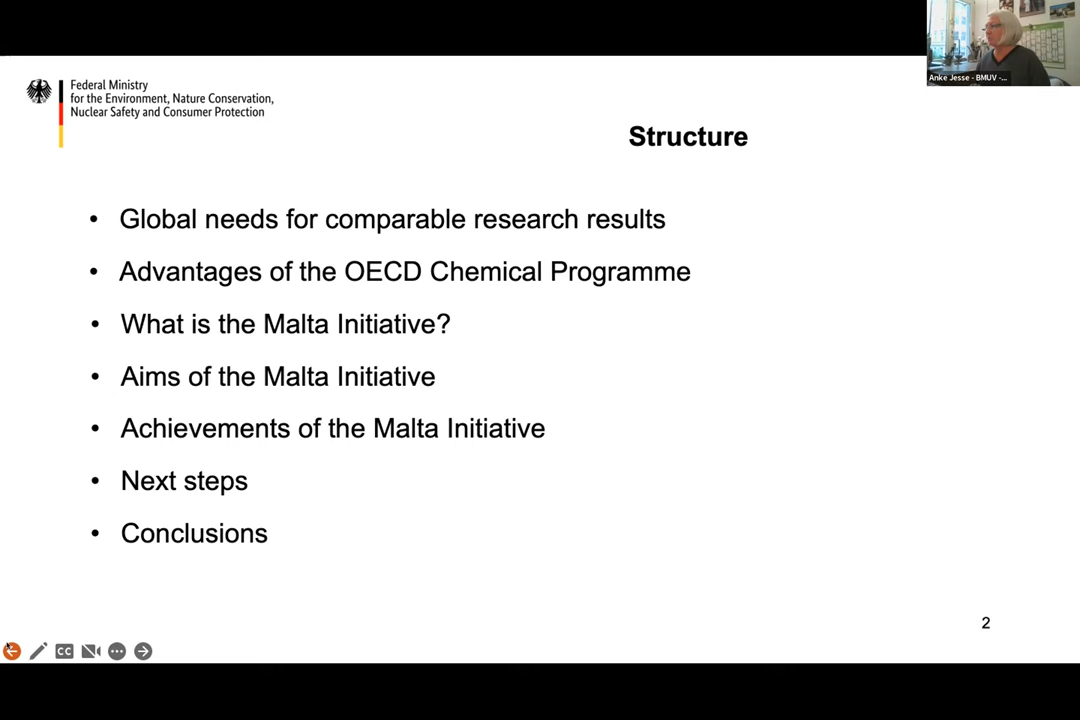 Anke Jesse - BMUV -...
Federal Ministry
for the Environment, Nature Conservation,
Nuclear Safety and Consumer Protection
Structure
• Global needs for comparable research results
• Advantages of the OECD Chemical Programme
• What is the Malta Initiative?
• Aims of the Malta Initiative
• Achievements of the Malta Initiative
• Next steps
• Conclusions
2
CC